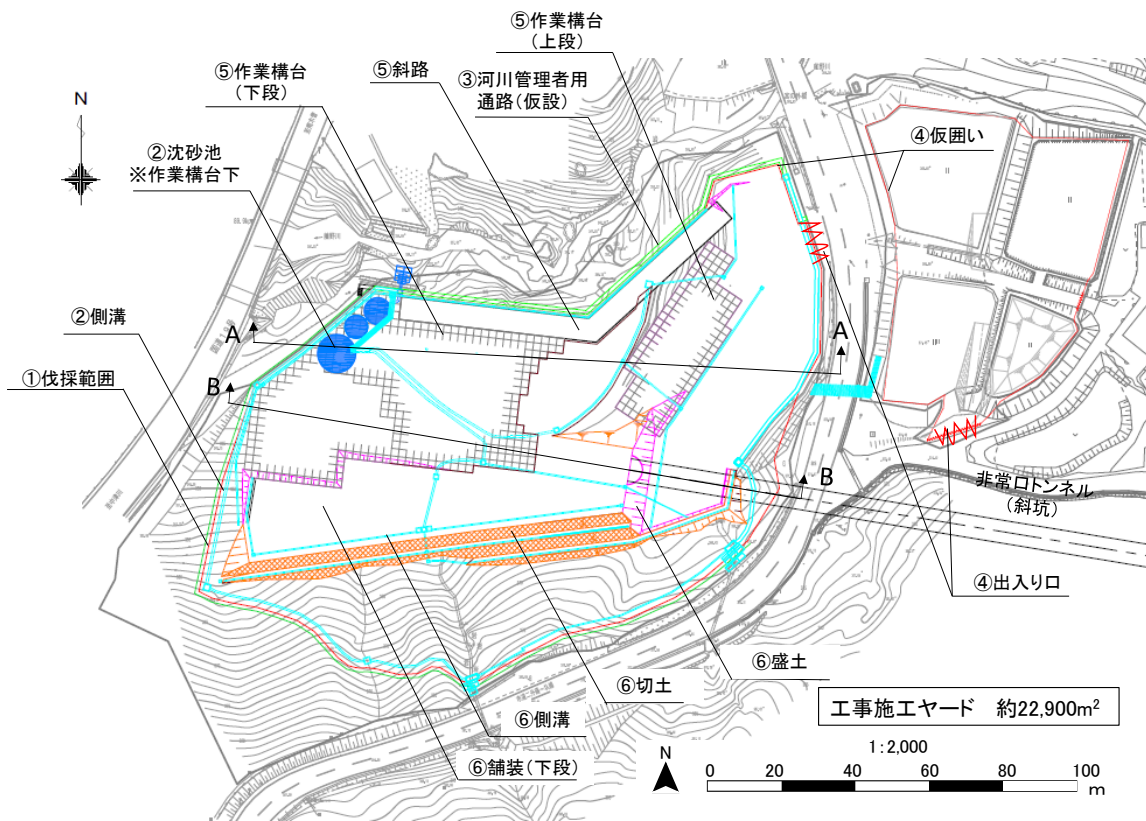 ⑤作業構台
(上段)
⑤作業構台
(下段)
⑤斜路
③河川管理者用
通路(仮設)
N
②沈砂池
※作業構台下
④仮囲い
②側溝
①伐採範囲
A
A
B
B
非常口トンネル
(斜坑)
④出入り口
⑥盛土
⑥切土
⑥側溝
⑥舗装(下段)
工事施工ヤード 約22,900m²
N
1:2,000
0 20 40 60 80 100
m